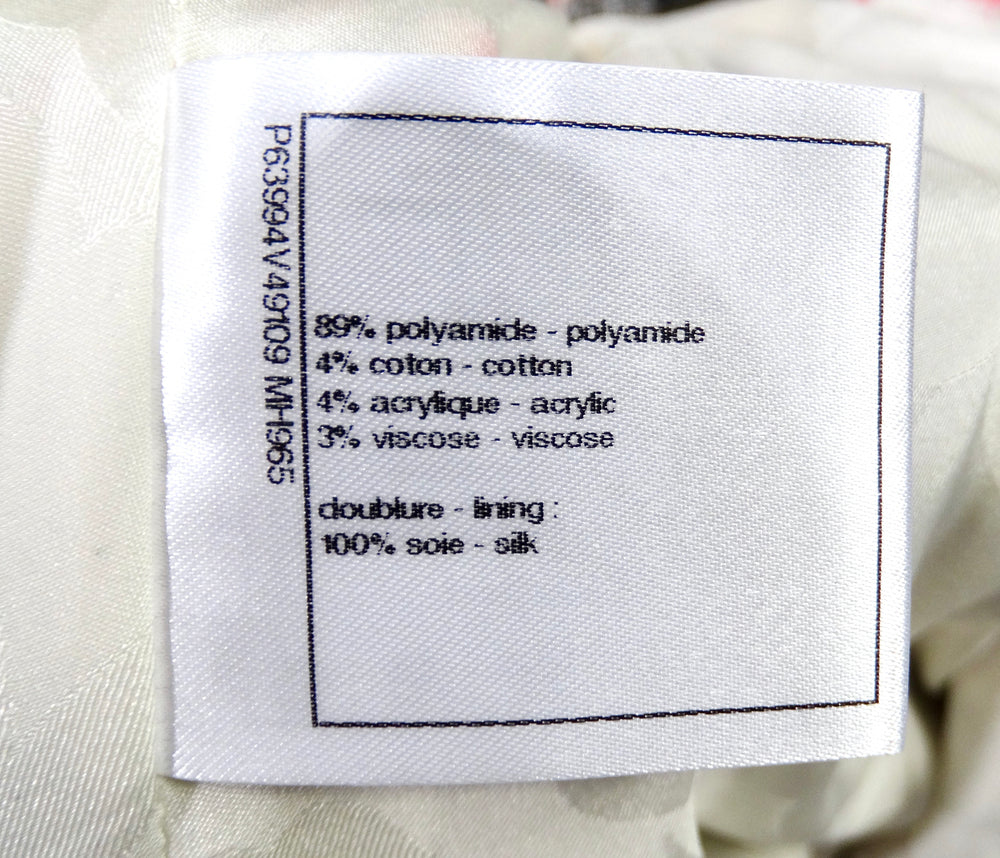 P63994V49109 MH965
89% polyamide - polyamide
4% coton - cotton
4% acrylique - acrylic
3% viscose - viscose
doublure - lining :
100% soie - silk